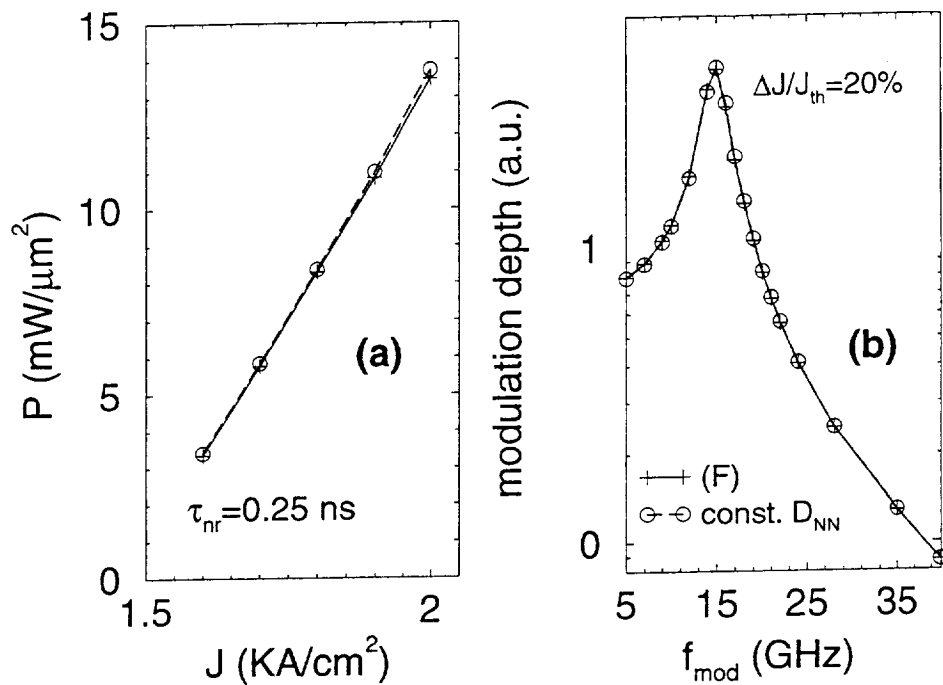 15
10
5
0
1.5
2
P (mW/μm²)
J (KA/cm²)
(a)
τnr=0.25 ns
modulation depth (a.u.)
1
0
5
15
25
35
fmod (GHz)
ΔJ/Jth=20%
(b)
(F)
const. DNN